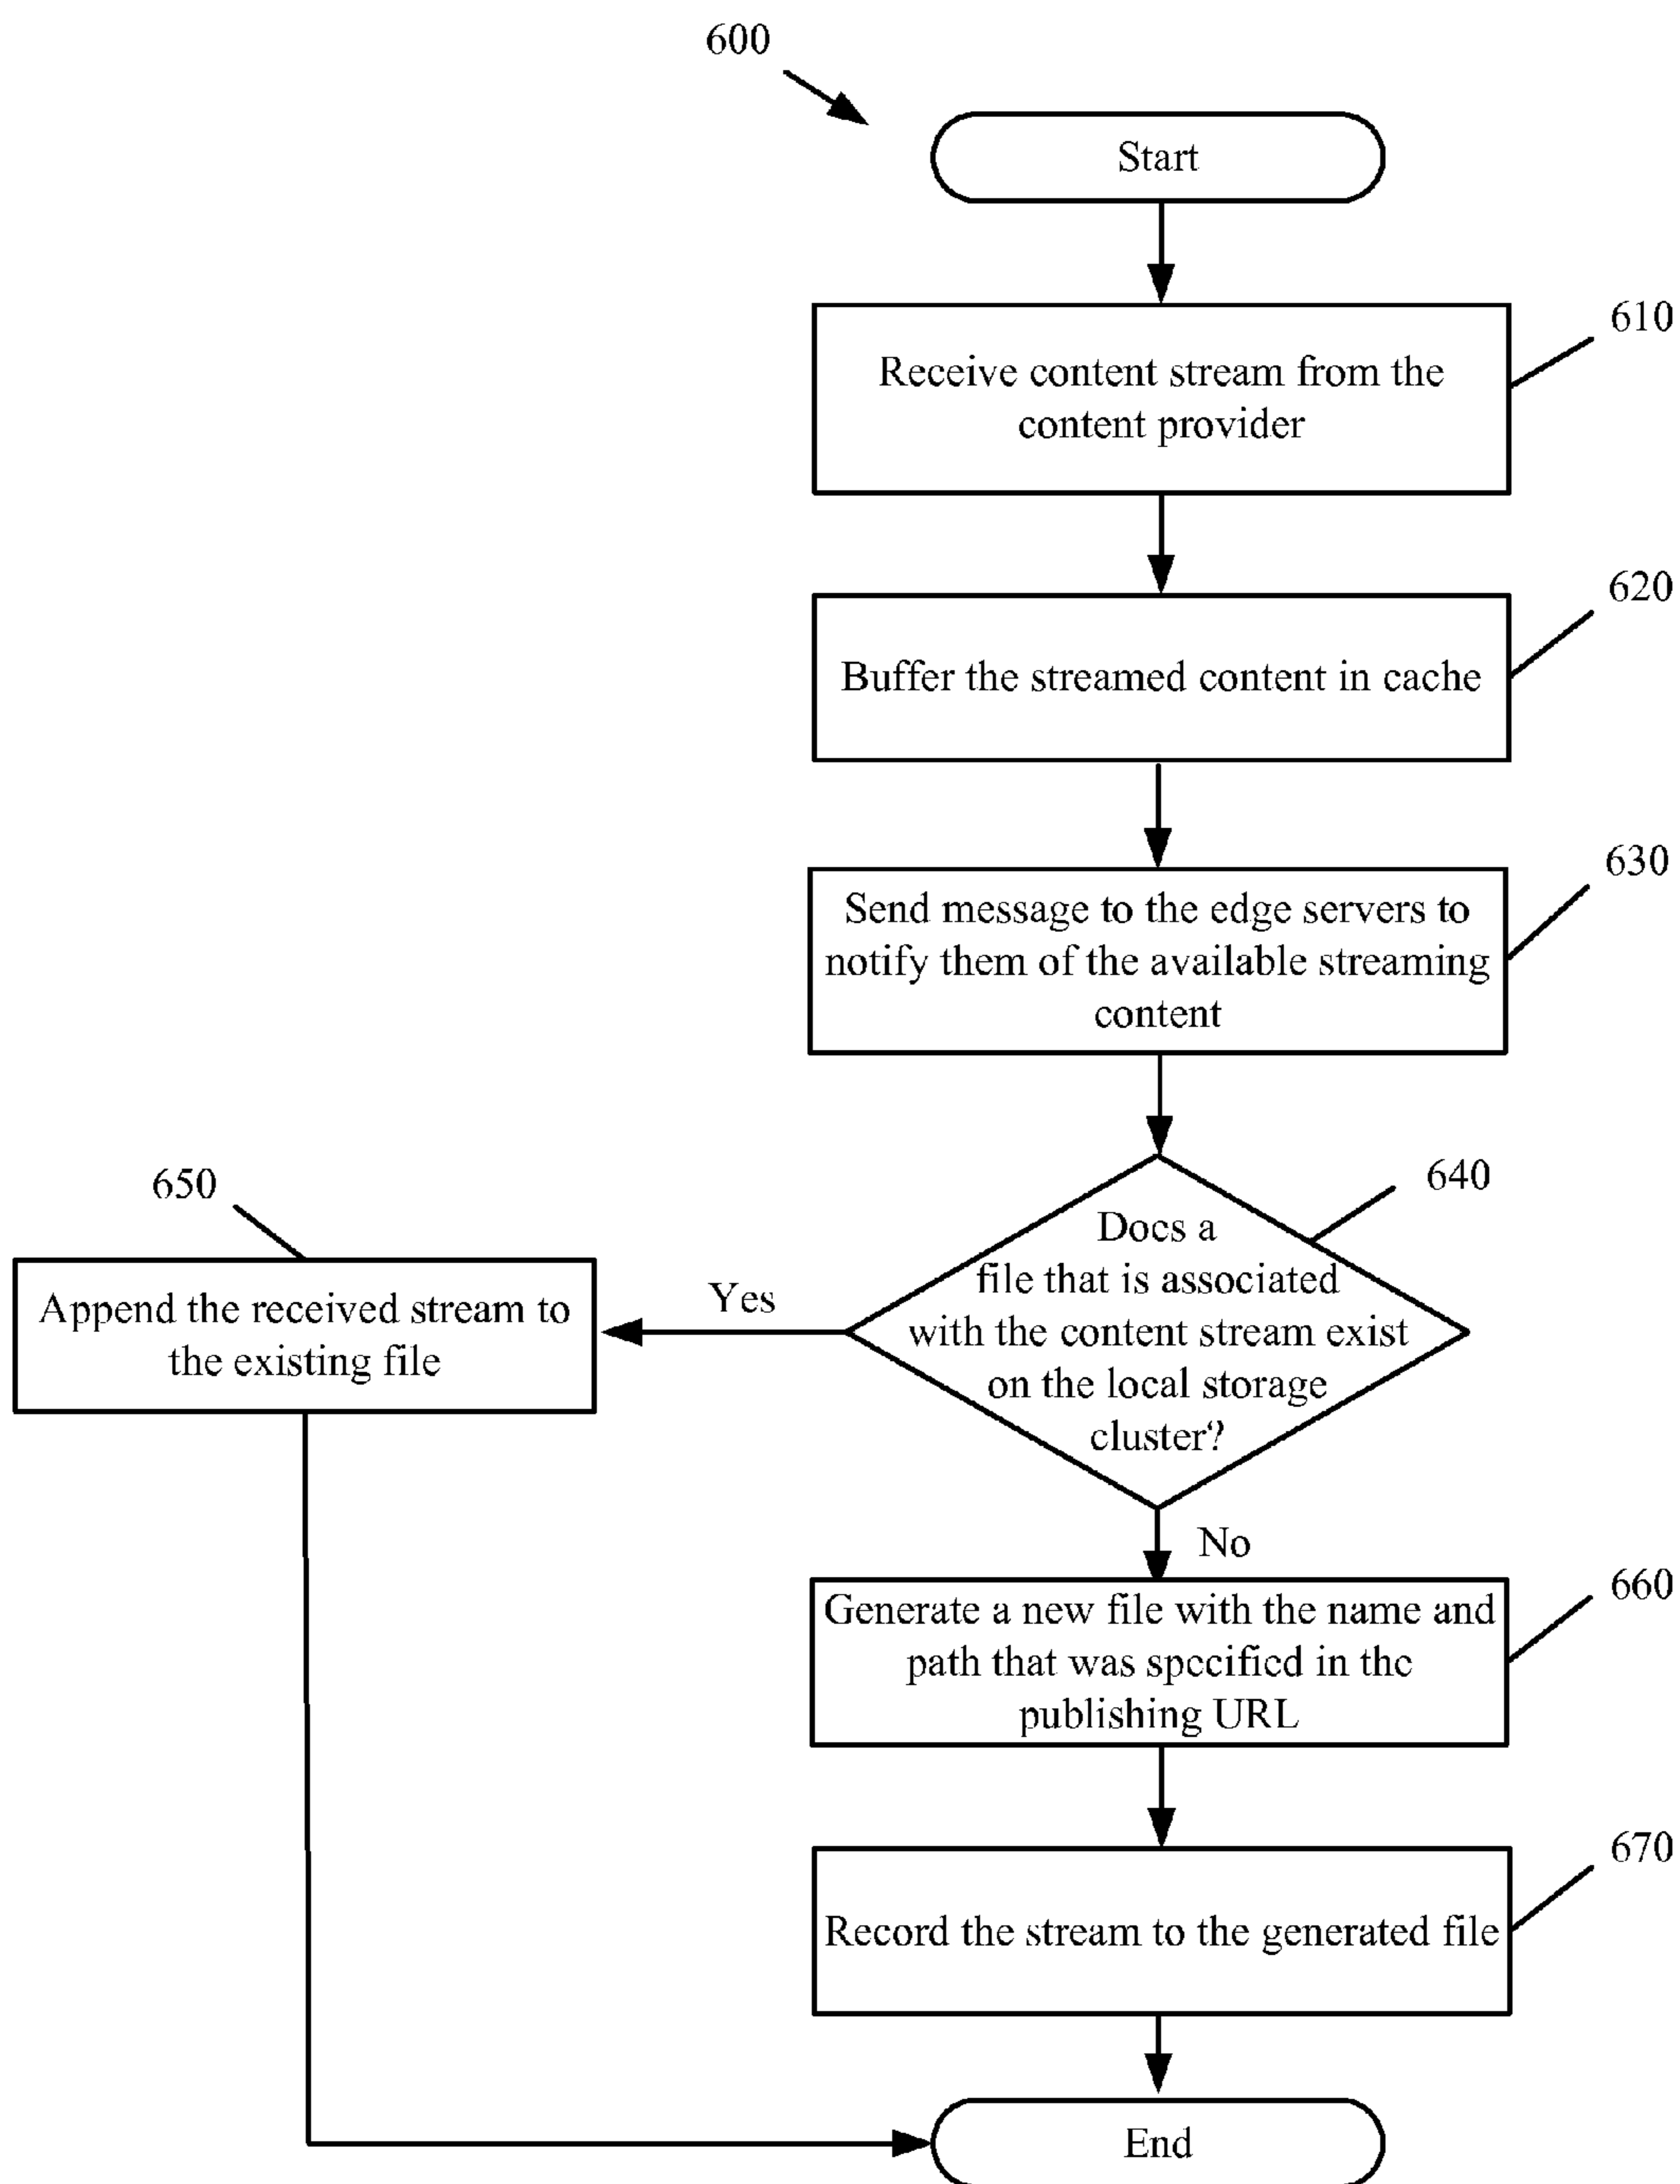 600
Start
610
Receive content stream from the
content provider
620
Buffer the streamed content in cache
630
Send message to the edge servers to
notify them of the available streaming
content
640
Does a
file that is associated
with the content stream exist
on the local storage
cluster?
Yes
650
Append the received stream to
the existing file
No
660
Generate a new file with the name and
path that was specified in the
publishing URL
670
Record the stream to the generated file
End